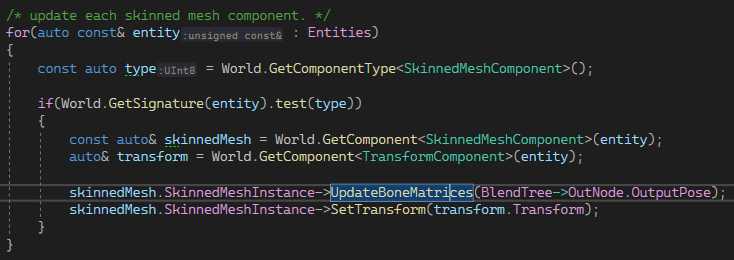 /* update each skinned mesh component. */
for(auto const& entity:unsigned const& : Entities)
{
    const auto type:UInt8 = World.GetComponentType<SkinnedMeshComponent>();

    if(World.GetSignature(entity).test(type))
    {
        const auto& skinnedMesh = World.GetComponent<SkinnedMeshComponent>(entity);
        auto& transform = World.GetComponent<TransformComponent>(entity);

        skinnedMesh.SkinnedMeshInstance->UpdateBoneMatrices(BlendTree->OutNode.OutputPose);
        skinnedMesh.SkinnedMeshInstance->SetTransform(transform.Transform);
    }
}